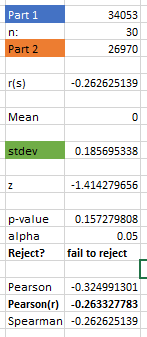 Part 1 34053
n: 30
Part 2 26970
r(s) -0.262625139
Mean 0
stdev 0.185695338
z -1.414279656
p-value 0.157279808
alpha 0.05
Reject? fail to reject
Pearson -0.324991301
Pearson(r) -0.263327783
Spearman -0.262625139